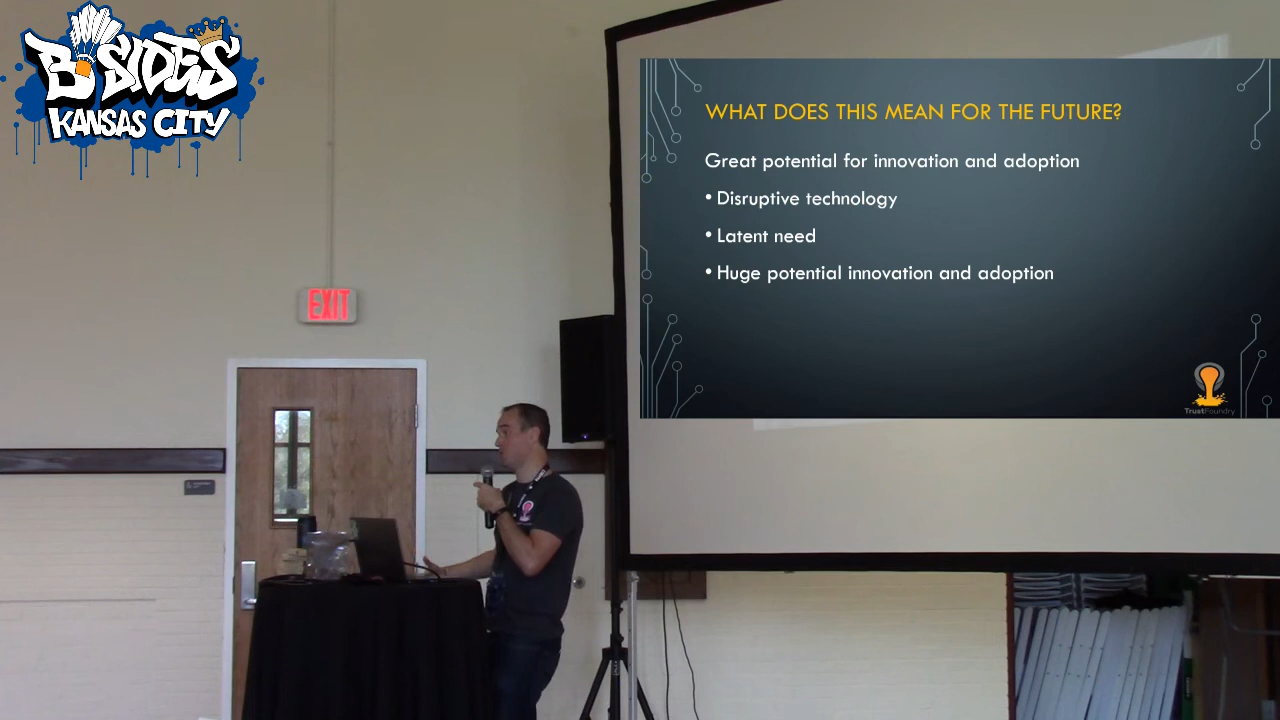 B·SIDES
KANSAS CITY
WHAT DOES THIS MEAN FOR THE FUTURE?
Great potential for innovation and adoption
• Disruptive technology
• Latent need
• Huge potential innovation and adoption
TrustFoundry
EXIT